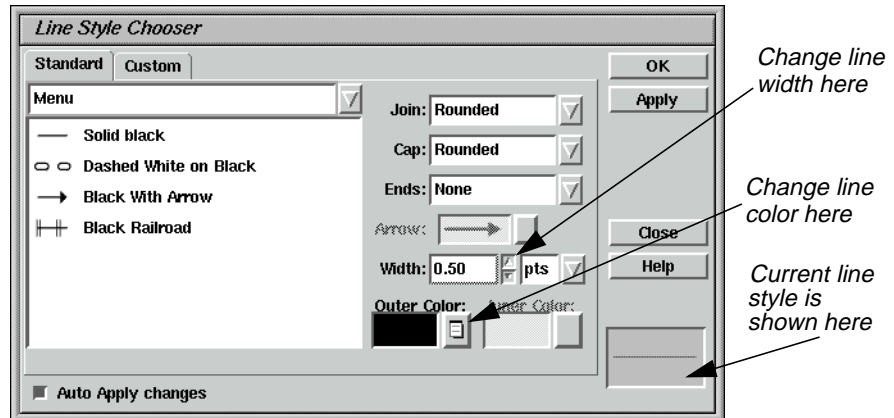 Line Style Chooser
Standard
Custom
Menu
Solid black
Dashed White on Black
Black With Arrow
Black Railroad
Join: Rounded
Cap: Rounded
Ends: None
Arrow:
Width: 0.50 pts
Outer Color: Inner Color:
Auto Apply changes
OK
Apply
Close
Help
Change line
width here
Change line
color here
Current line
style is
shown here